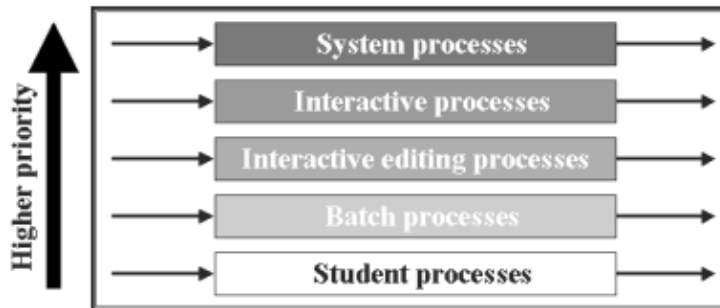 Higher priority
System processes
Interactive processes
Interactive editing processes
Batch processes
Student processes